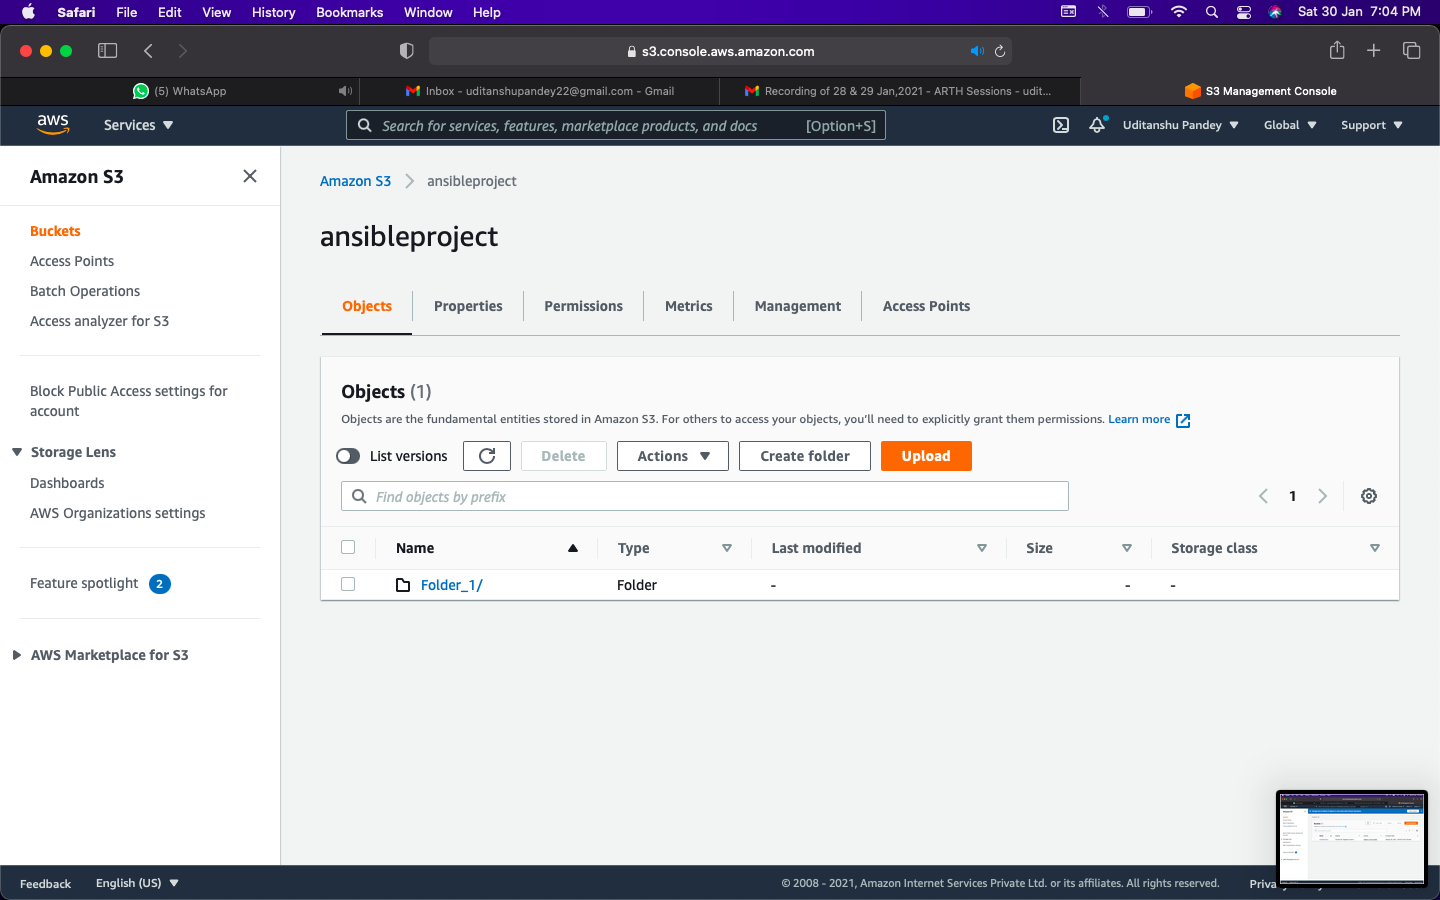 Safari File Edit View History Bookmarks Window Help Sat 30 Jan 7:04 PM
s3.console.aws.amazon.com
(5) WhatsApp
Inbox – uditanshupandey22@gmail.com – Gmail
Recording of 28 & 29 Jan,2021 - ARTH Sessions - udit...
S3 Management Console
aws Services Search for services, features, marketplace products, and docs [Option+S] Uditanshu Pandey Global Support
Amazon S3
Buckets
Access Points
Batch Operations
Access analyzer for S3
Block Public Access settings for
account
Storage Lens
Dashboards
AWS Organizations settings
Feature spotlight 2
AWS Marketplace for S3
Amazon S3 ansibleproject
ansibleproject
Objects Properties Permissions Metrics Management Access Points
Objects (1)
Objects are the fundamental entities stored in Amazon S3. For others to access your objects, you'll need to explicitly grant them permissions. Learn more
List versions Delete Actions Create folder Upload
Find objects by prefix 1
Name Type Last modified Size Storage class
Folder_1/ Folder - - -
Feedback English (US) © 2008 - 2021, Amazon Internet Services Private Ltd. or its affiliates. All rights reserved.